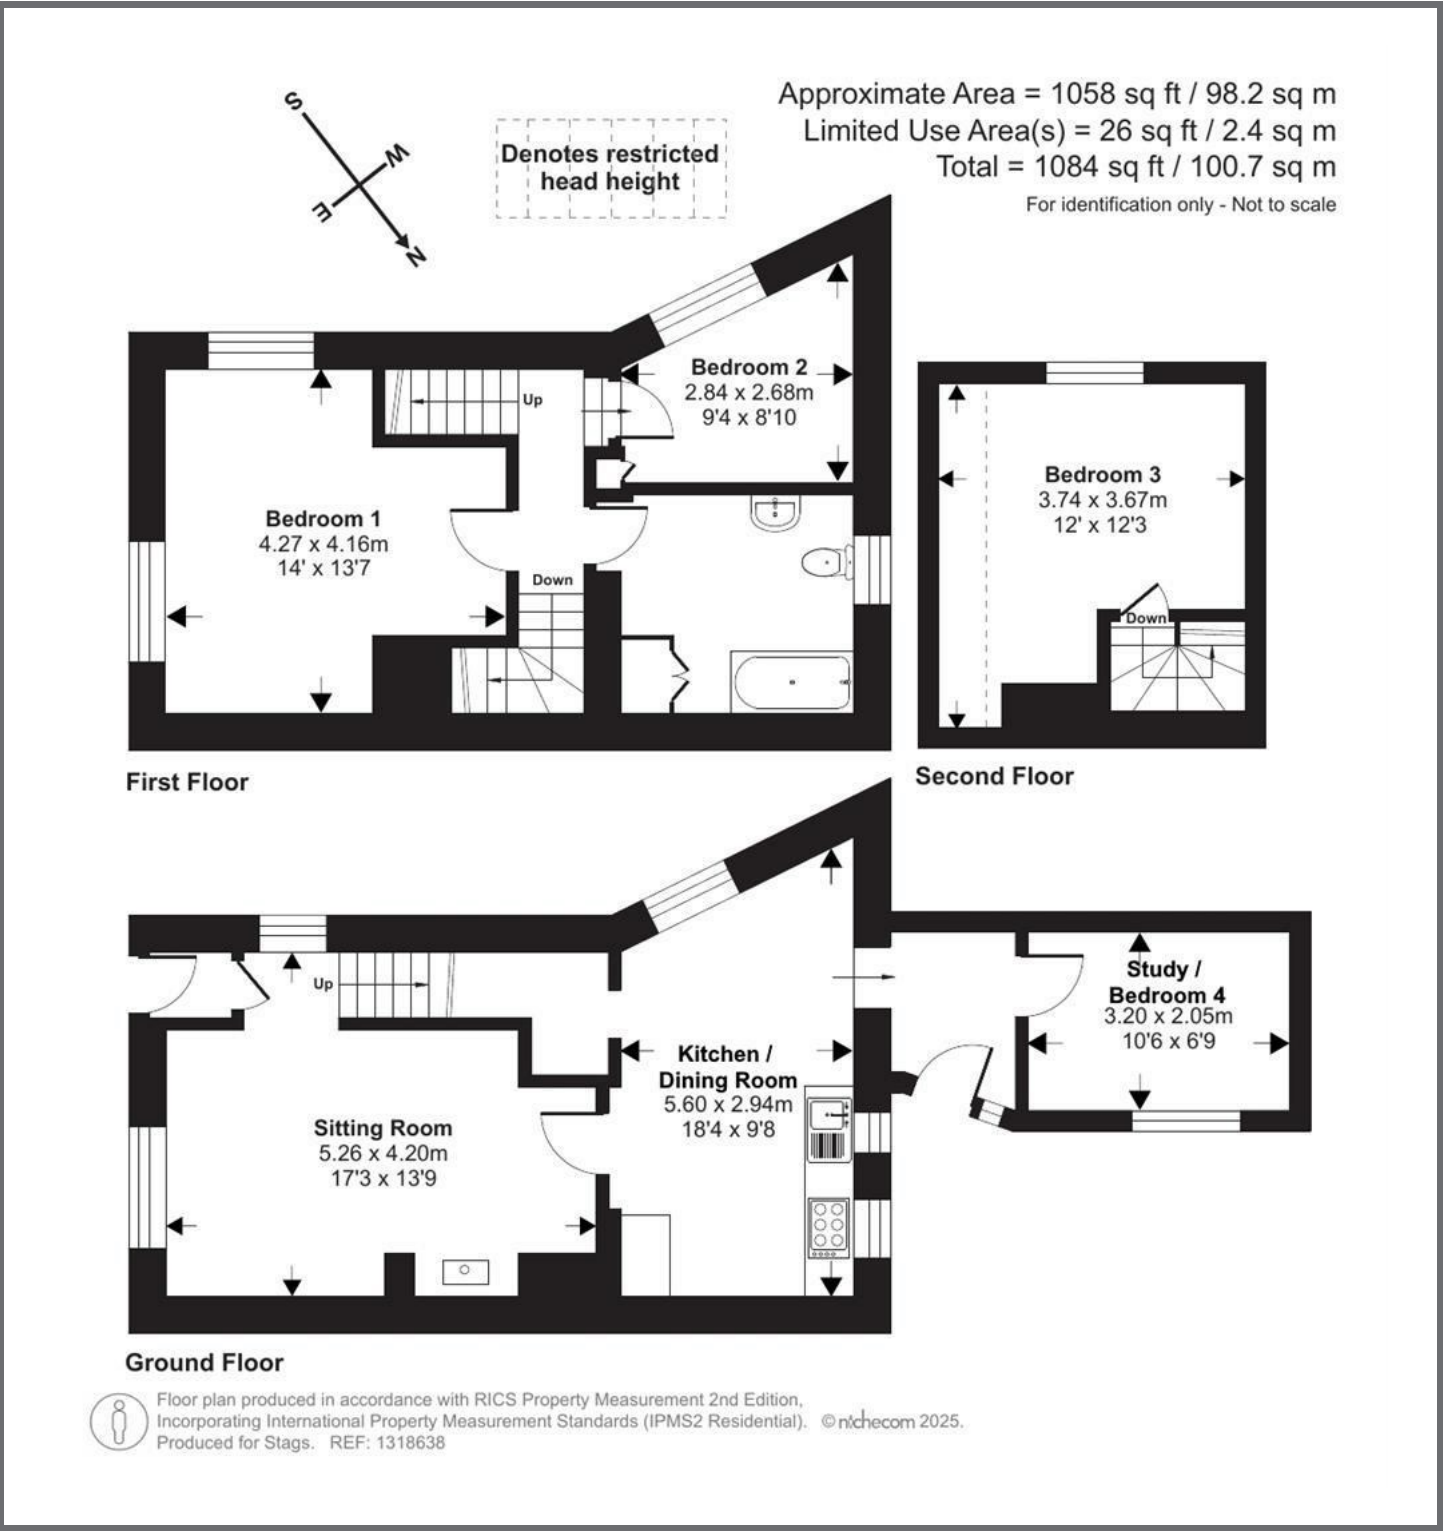 S
W
E
N
Denotes restricted
head height
Approximate Area = 1058 sq ft / 98.2 sq m
Limited Use Area(s) = 26 sq ft / 2.4 sq m
Total = 1084 sq ft / 100.7 sq m
For identification only - Not to scale
Bedroom 2
2.84 x 2.68m
9'4 x 8'10
Up
Bedroom 1
4.27 x 4.16m
14' x 13'7
Down
First Floor
Bedroom 3
3.74 x 3.67m
12' x 12'3
Down
Second Floor
Up
Study /
Bedroom 4
3.20 x 2.05m
10'6 x 6'9
Kitchen /
Dining Room
5.60 x 2.94m
18'4 x 9'8
Sitting Room
5.26 x 4.20m
17'3 x 13'9
Ground Floor
Floor plan produced in accordance with RICS Property Measurement 2nd Edition,
Incorporating International Property Measurement Standards (IPMS2 Residential). © nichecom 2025.
Produced for Stags. REF: 1318638